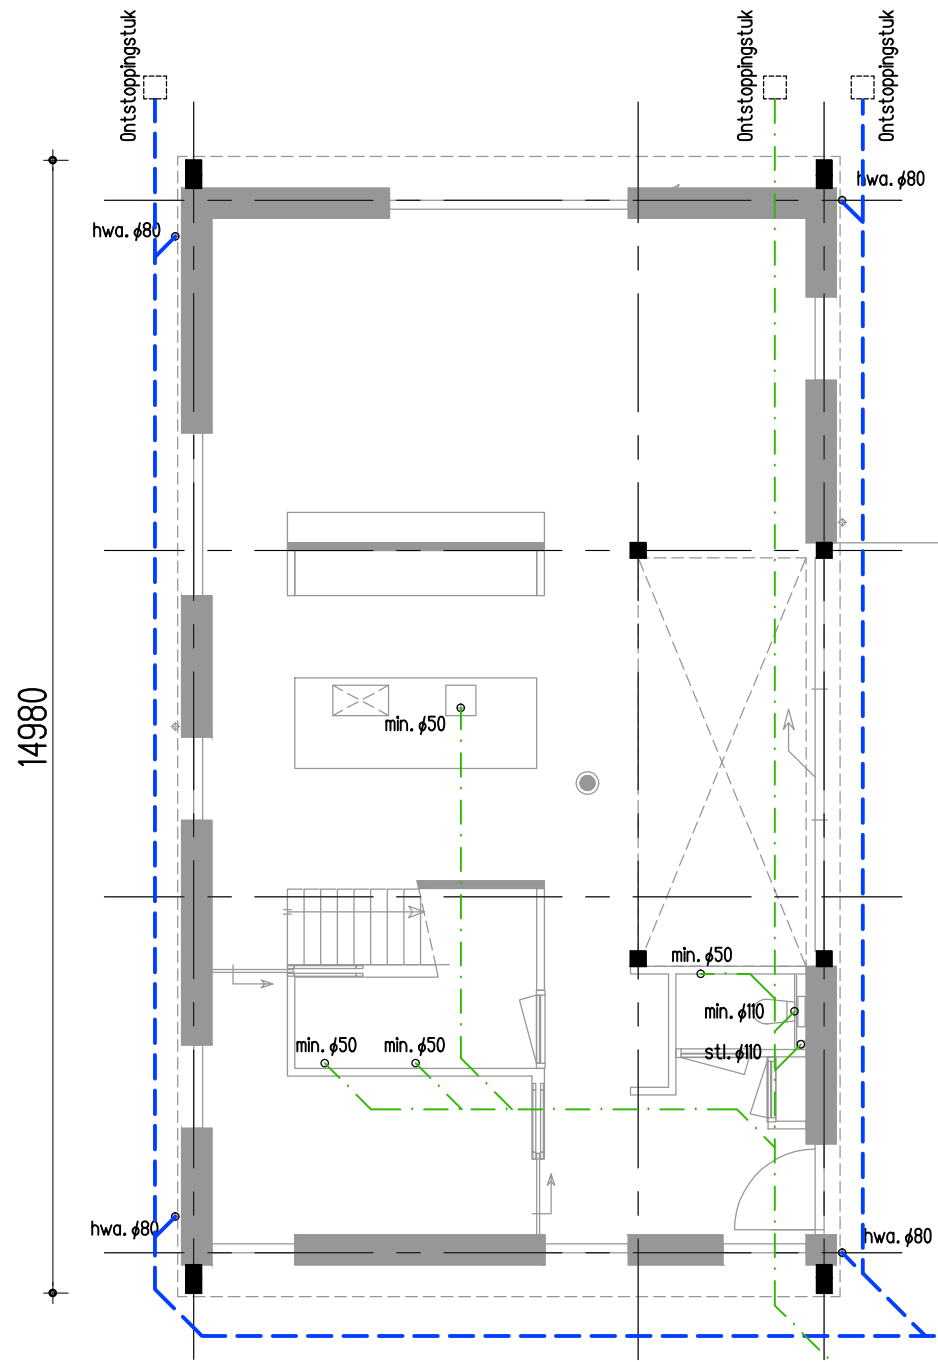 Ontstoppingstuk
Ontstoppingstuk
Ontstoppingstuk
hwa. ϕ80
hwa. ϕ80
14980
min. ϕ50
min. ϕ50
min. ϕ110
min. ϕ50
min. ϕ50
stl. ϕ110
hwa. ϕ80
hwa. ϕ80